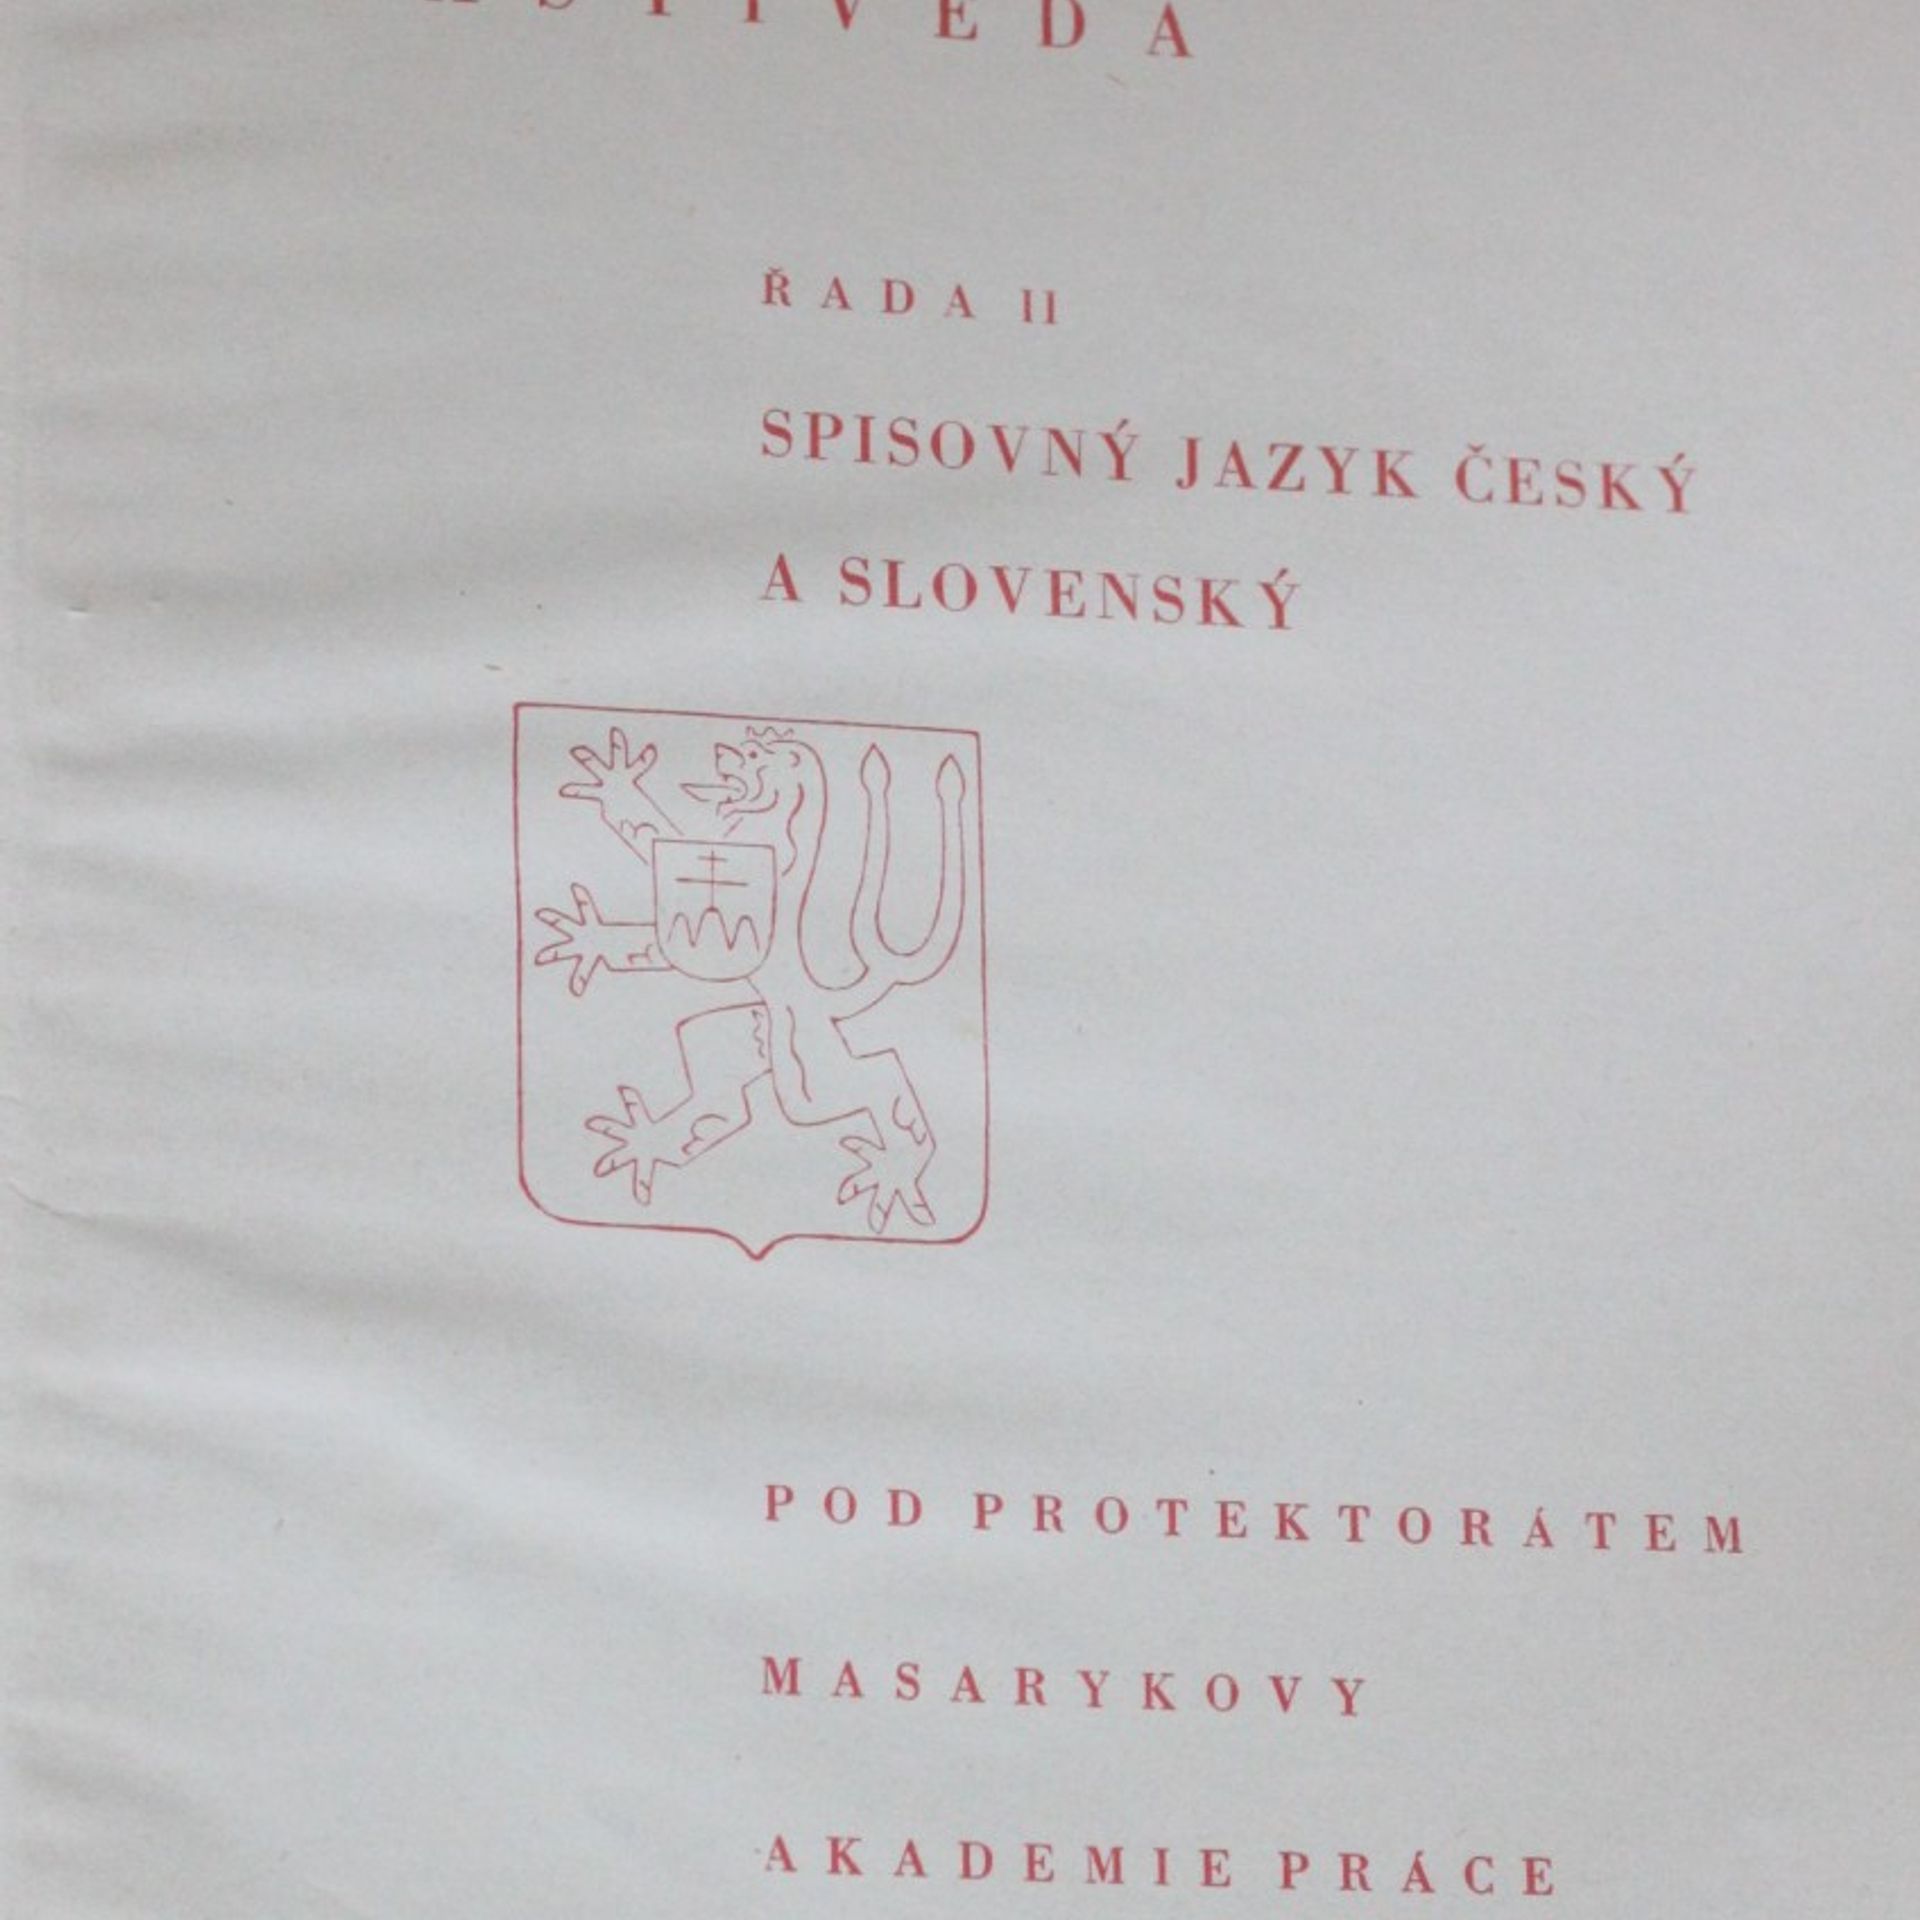 ŘADA II
SPISOVNÝ JAZYK ČESKÝ
A SLOVENSKÝ
POD PROTEKTORÁTEM
MASARYKOVY
AKADEMIE PRÁCE